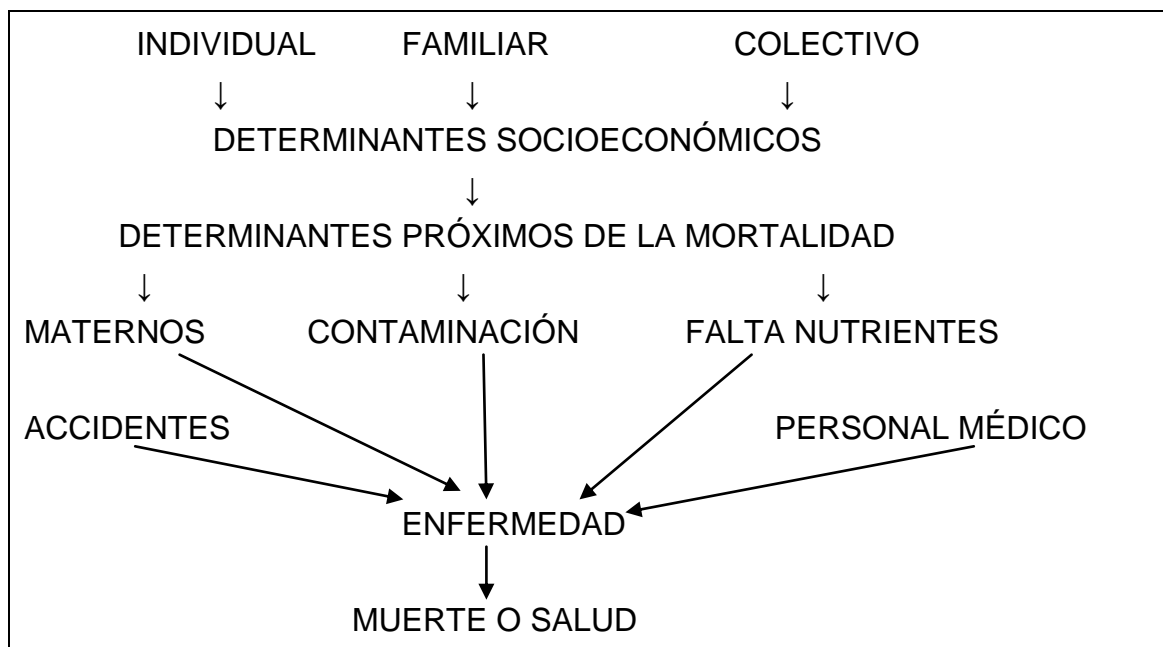 INDIVIDUAL FAMILIAR COLECTIVO
↓ ↓ ↓
DETERMINANTES SOCIOECONÓMICOS
↓
DETERMINANTES PRÓXIMOS DE LA MORTALIDAD
↓ ↓ ↓
MATERNOS CONTAMINACIÓN FALTA NUTRIENTES
ACCIDENTES PERSONAL MÉDICO
ENFERMEDAD
MUERTE O SALUD